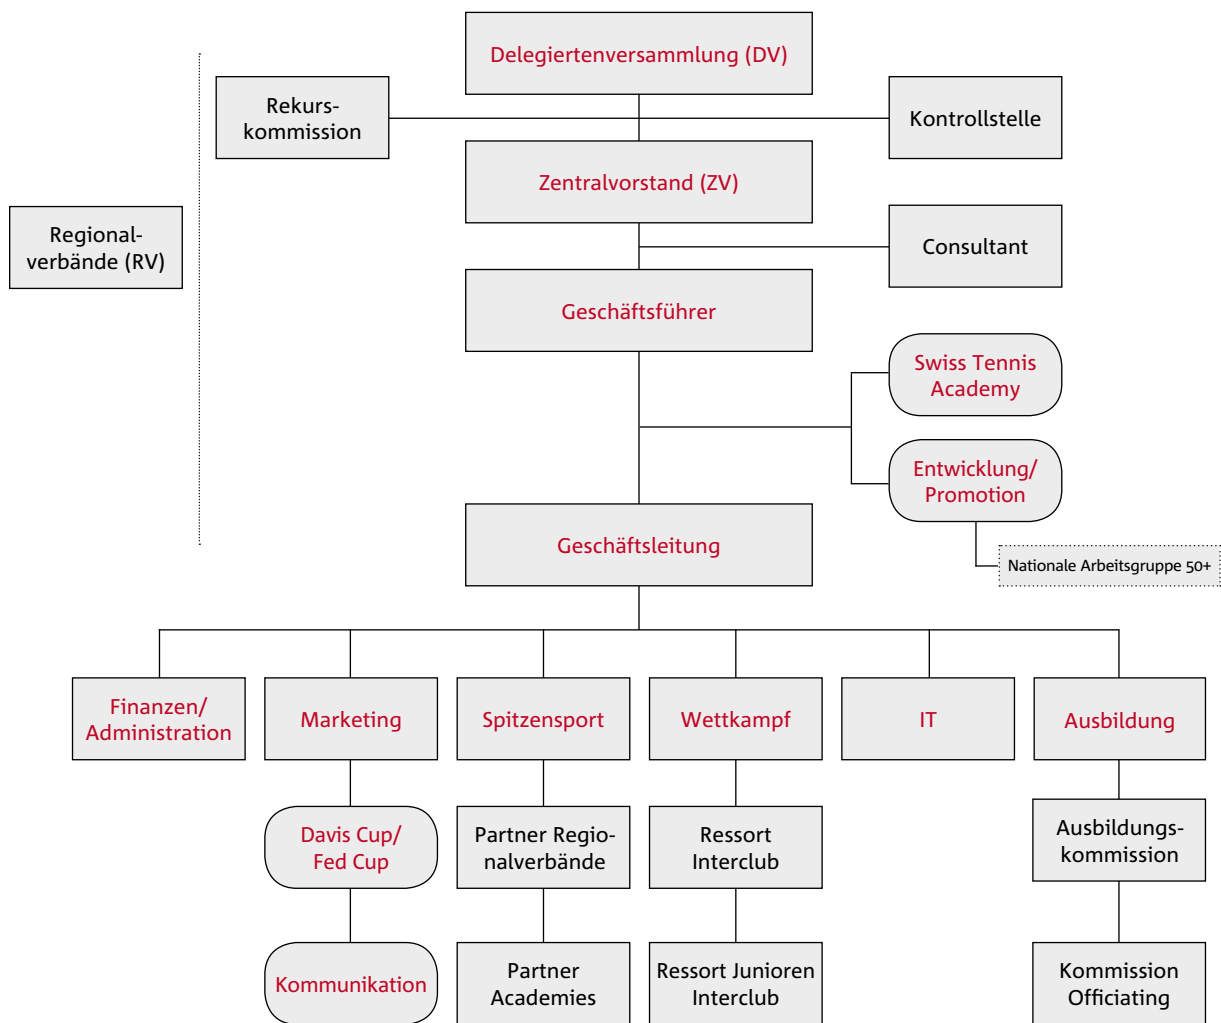 Delegiertenversammlung (DV)
Rekurs-
kommission
Kontrollstelle
Zentralvorstand (ZV)
Regional-
verbände (RV)
Consultant
Geschäftsführer
Swiss Tennis
Academy
Entwicklung/
Promotion
Geschäftsleitung
Nationale Arbeitsgruppe 50+
Finanzen/
Administration
Marketing
Spitzensport
Wettkampf
IT
Ausbildung
Davis Cup/
Fed Cup
Partner Regio-
nalverbände
Ressort
Interclub
Ausbildungs-
kommission
Kommunikation
Partner
Academies
Ressort Junioren
Interclub
Kommission
Officiating